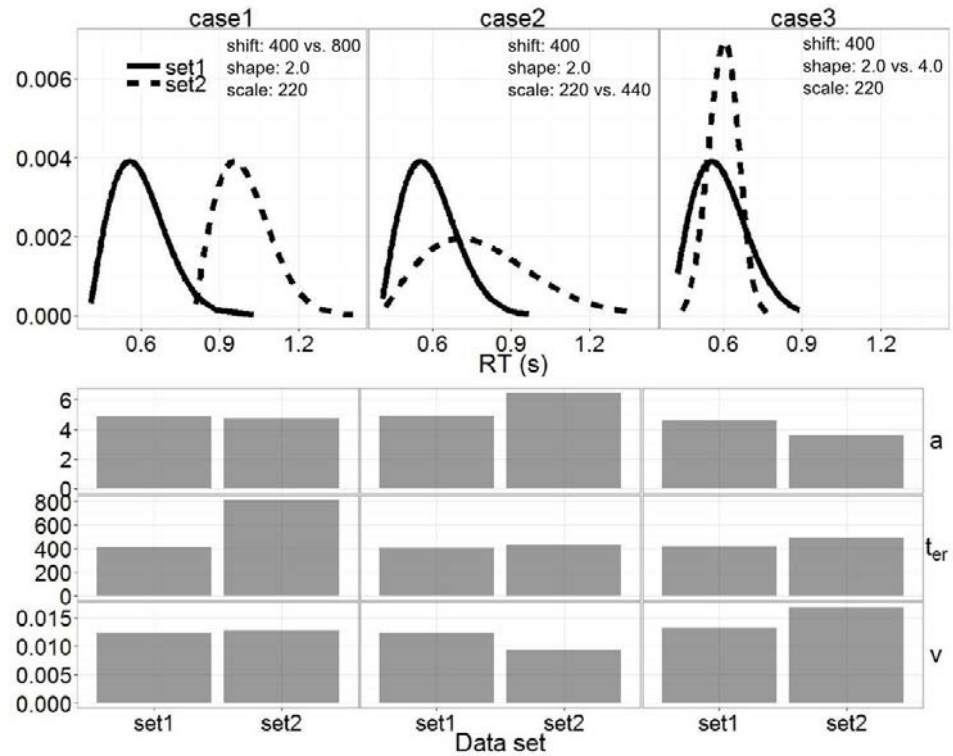 case1 case2 case3
set1
set2
shift: 400 vs. 800
shape: 2.0
scale: 220
shift: 400
shape: 2.0
scale: 220 vs. 440
shift: 400
shape: 2.0 vs. 4.0
scale: 220
0.006
0.004
0.002
0.000
0.6 0.9 1.2 0.6 0.9 1.2 0.6 0.9 1.2
RT (s)
6
4
2
0
a
800
600
400
200
0
ter
0.015
0.010
0.005
0.000
v
set1 set2 set1 set2 set1 set2
Data set